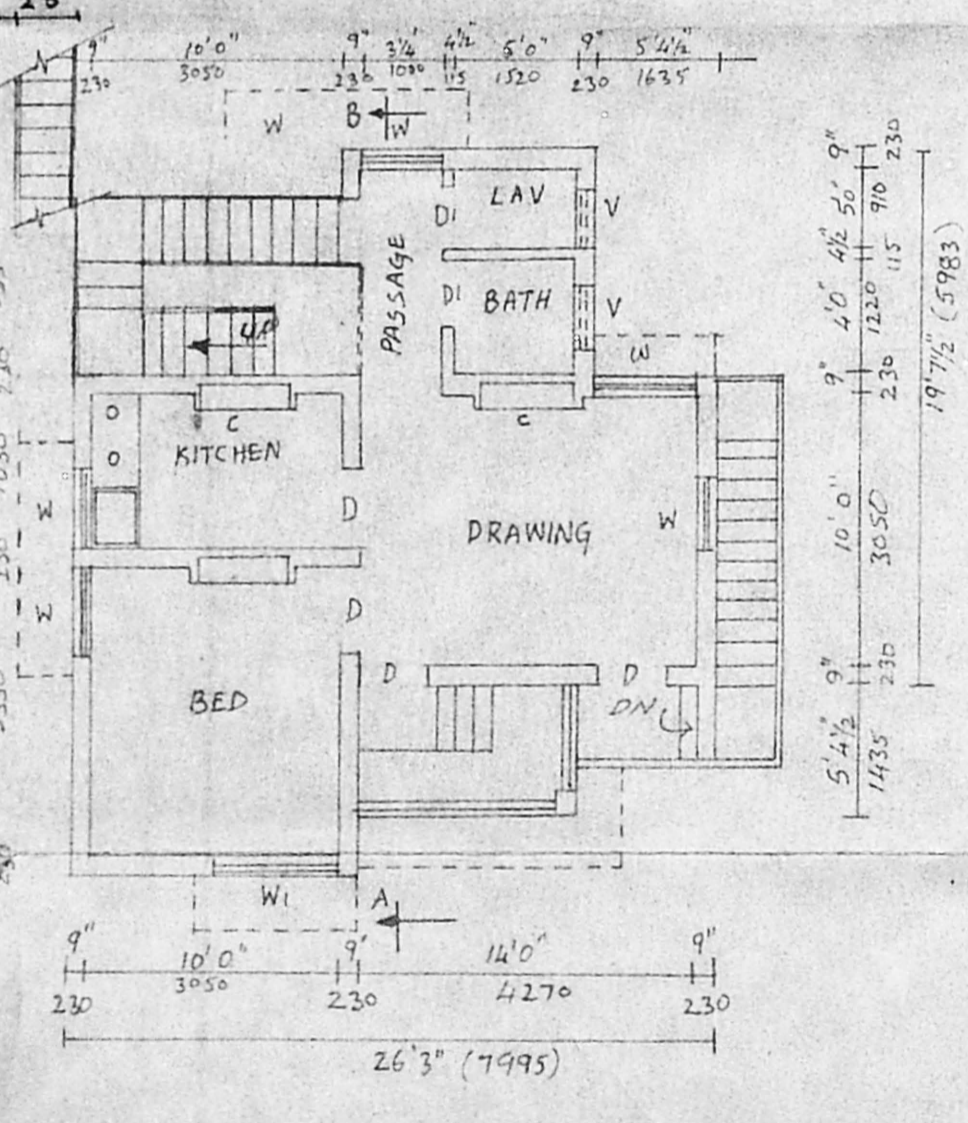 9" 10'0" 9" 3'¼' 4½" 5'0" 9" 5'4½"
230 3050 230 1000 115 1520 230 1635
W B W
LAV
D1 V
PASSAGE
D1 BATH V
UP
W
C
C
KITCHEN
W D
DRAWING
W
W D
D D
BED
DN
W1 A
9" 10'0" 9' 14'0" 9"
230 3050 230 4270 230
26'3" (7995)
9" 230
5'0" 910
4½ 115
4'0" 1220
9" 230
10'0" 3050
9" 230
5'4½" 1435
19'7½" (5983)